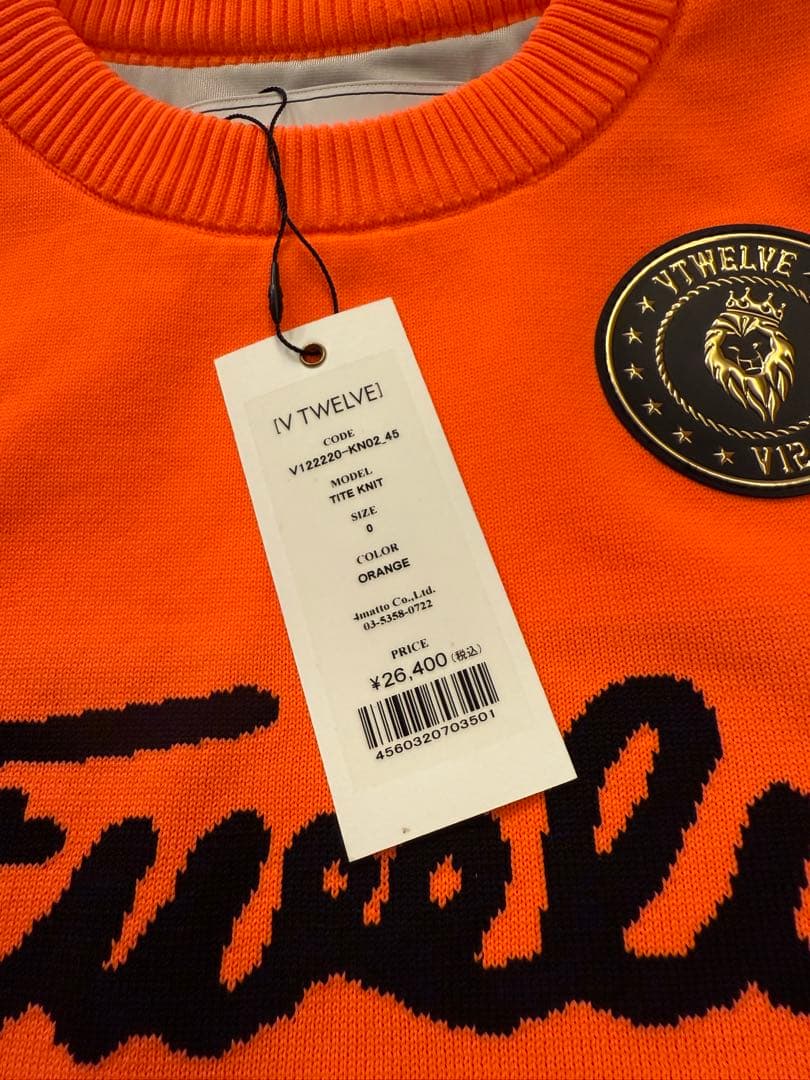 VTWELVE
V12
[V TWELVE]
CODE
V122220-KN02_45
MODEL
TITE KNIT
SIZE
0
COLOR
ORANGE
4matto Co.,Ltd.
03-5358-0722
PRICE
¥26,400(税込)
4560320703501